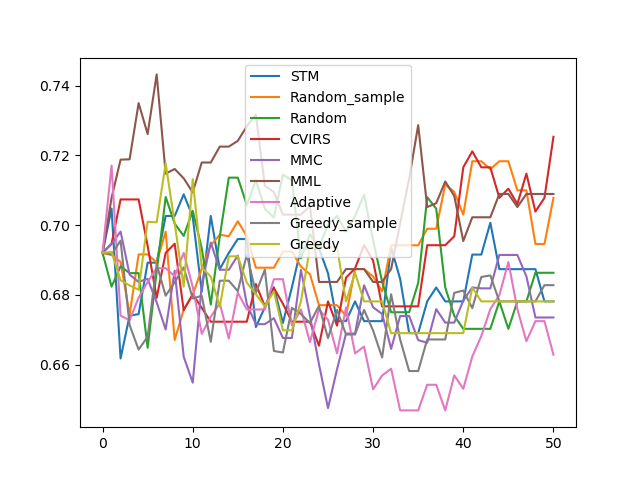 STM
Random_sample
Random
CVIRS
MMC
MML
Adaptive
Greedy_sample
Greedy
0.74
0.72
0.70
0.68
0.66
0 10 20 30 40 50